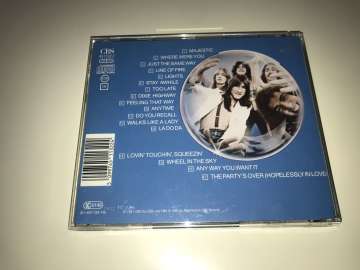 CBS
MAJESTIC
WHERE WERE YOU
JUST THE SAME WAY
LINE OF FIRE
LIGHTS
STAY AWHILE
TOO LATE
DIXIE HIGHWAY
FEELING THAT WAY
ANYTIME
DO YOU RECALL
WALKS LIKE A LADY
LA DO DA
LOVIN' TOUCHIN', SQUEEZIN'
WHEEL IN THE SKY
ANY WAY YOU WANT IT
THE PARTY'S OVER (HOPELESSLY IN LOVE)